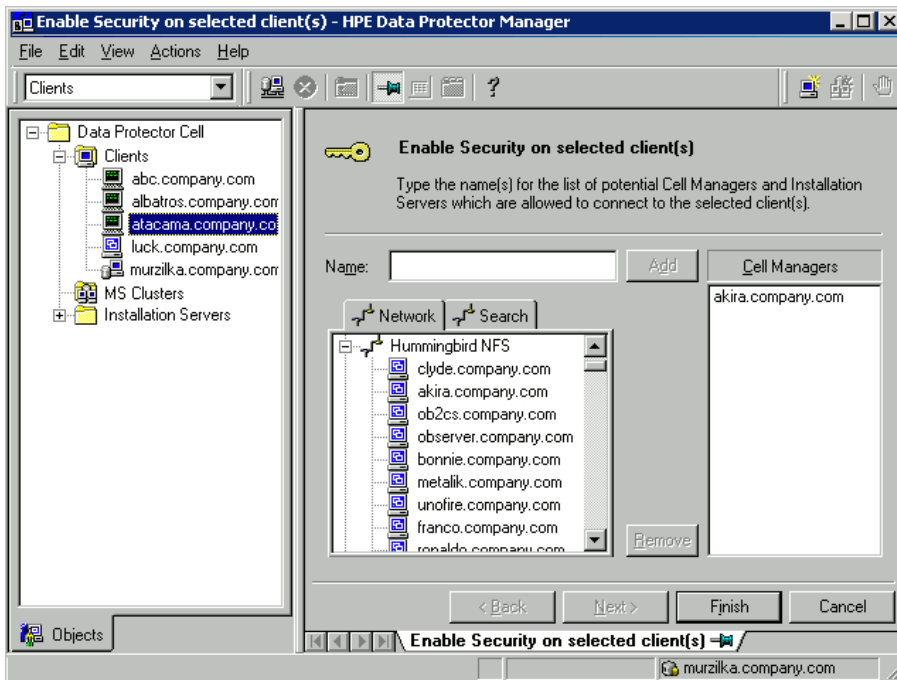 Enable Security on selected client(s) - HPE Data Protector Manager
File Edit View Actions Help
Clients
Data Protector Cell
Clients
abc.company.com
albatros.company.com
atacama.company.co
luck.company.com
murzilka.company.com
MS Clusters
Installation Servers
Objects
Enable Security on selected client(s)
Type the name(s) for the list of potential Cell Managers and Installation
Servers which are allowed to connect to the selected client(s).
Name:
Add
Cell Managers
akira.company.com
Network
Search
Hummingbird NFS
clyde.company.com
akira.company.com
ob2cs.company.com
observer.company.com
bonnie.company.com
metalik.company.com
unofire.company.com
franco.company.com
ronaldo.company.com
Remove
< Back
Next >
Finish
Cancel
Enable Security on selected client(s)
murzilka.company.com